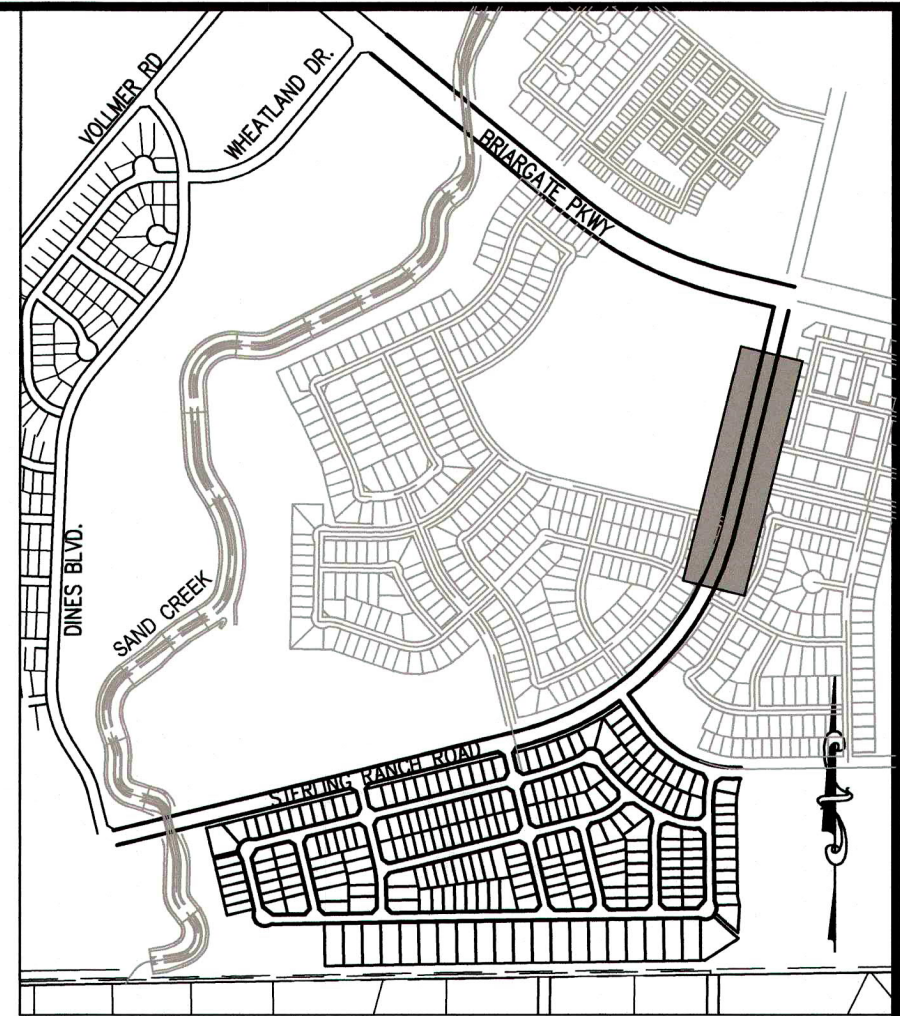 VOLLMER RD
WHEATLAND DR.
BRIARGATE PKWY
DINES BLVD.
SAND CREEK
STERLING RANCH ROAD